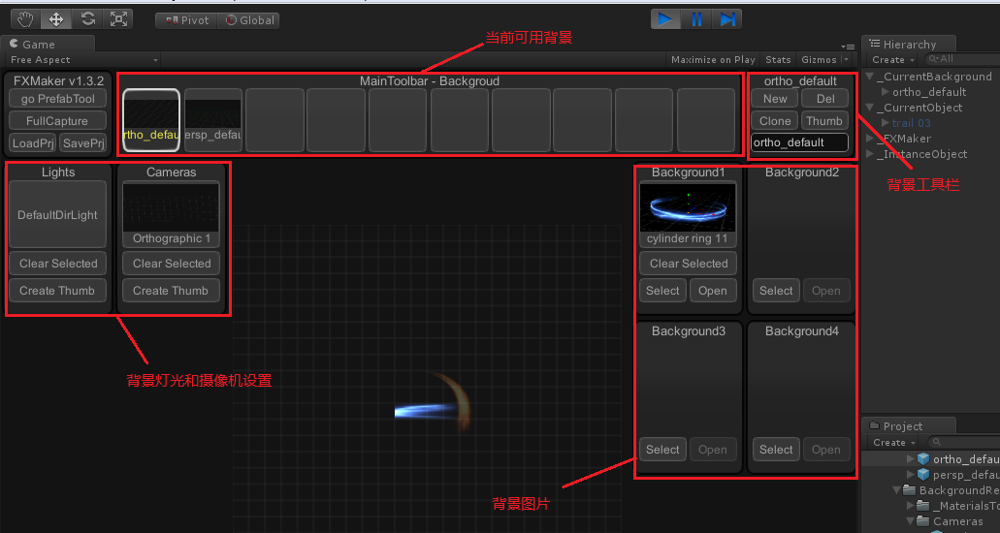 Pivot Global
Game
Free Aspect
Maximize on Play Stats Gizmos
当前可用背景
FXMaker v1.3.2
go PrefabTool
FullCapture
LoadPrj SavePrj
MainToolbar - Backgroud
rtho_defau ersp_defau
ortho_default
New Del
Clone Thumb
ortho_default
Lights
DefaultDirLight
Clear Selected
Create Thumb
Cameras
Orthographic 1
Clear Selected
Create Thumb
背景灯光和摄像机设置
Background1
cylinder ring 11
Clear Selected
Select Open
Background2
Select Open
Background3
Select Open
Background4
Select Open
背景图片
背景工具栏
Hierarchy
Create All
_CurrentBackground
ortho_default
_CurrentObject
trail 03
_FXMaker
_InstanceObject
Project
Create
ortho_defau
persp_defau
BackgroundRe
_MaterialsTo
Cameras